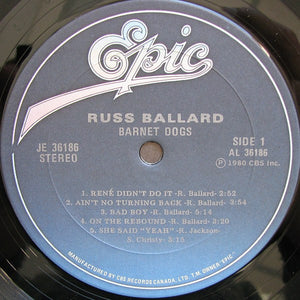 Epic
RUSS BALLARD
BARNET DOGS
JE 36186
STEREO
SIDE 1
AL 36186
℗ 1980 CBS Inc.
1. RENÉ DIDN'T DO IT -R. Ballard- 2:52
2. AIN'T NO TURNING BACK -R. Ballard- 3:54
3. BAD BOY -R. Ballard- 5:14
4. ON THE REBOUND -R. Ballard- 3:20
5. SHE SAID "YEAH" -R. Jackson-
S. Christy- 3:15
MANUFACTURED BY CBS RECORDS CANADA, LTD. T.M. OWNER: "EPIC"